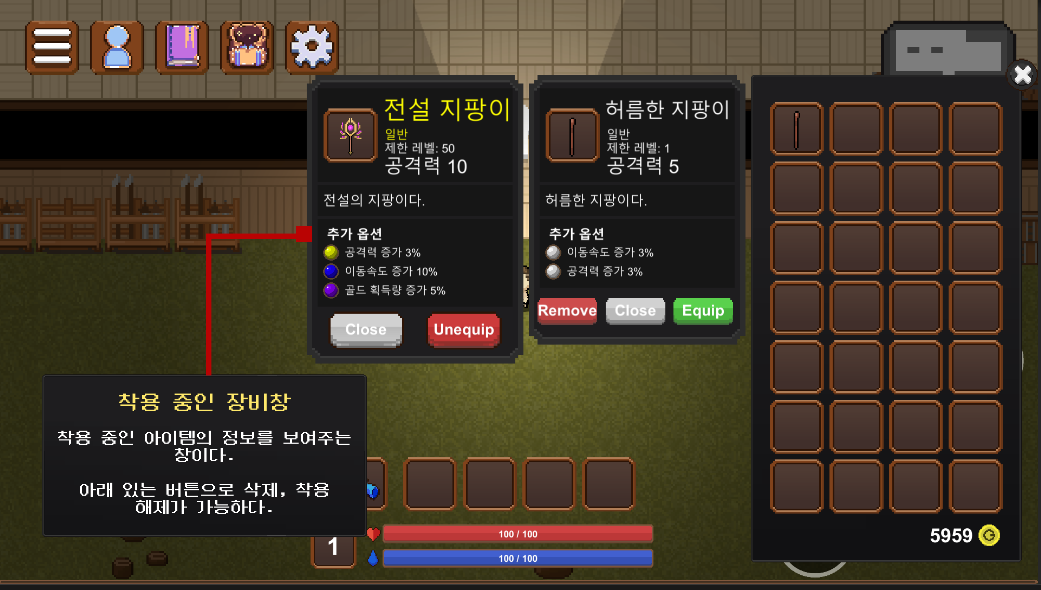 전설 지팡이
일반
제한 레벨: 50
공격력 10
전설의 지팡이다.
추가 옵션
공격력 증가 3%
이동속도 증가 10%
골드 획득량 증가 5%
Close
Unequip
허름한 지팡이
일반
제한 레벨: 1
공격력 5
허름한 지팡이다.
추가 옵션
이동속도 증가 3%
공격력 증가 3%
Remove
Close
Equip
착용 중인 장비창
착용 중인 아이템의 정보를 보여주는
창이다.
아래 있는 버튼으로 삭제, 착용
해제가 가능하다.
1
100 / 100
100 / 100
5959
G